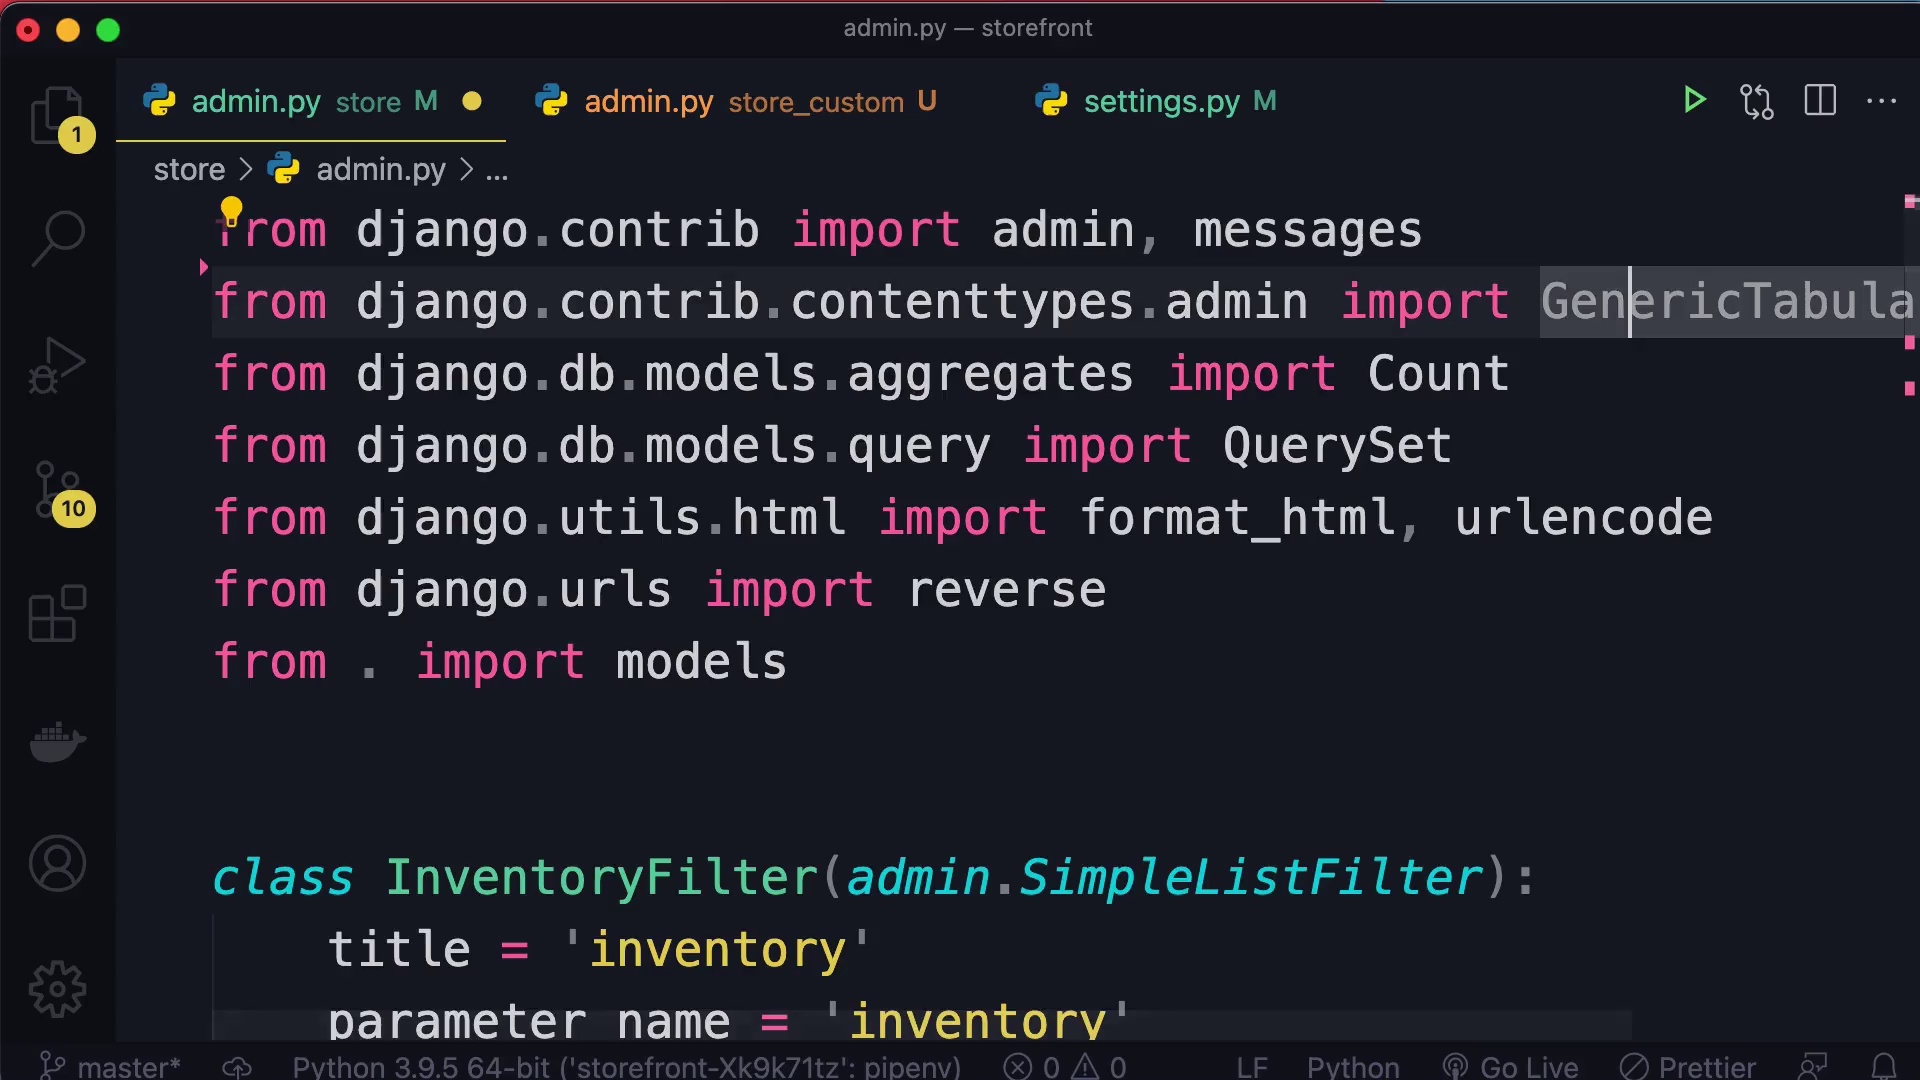 admin.py — storefront
admin.py store M
admin.py store_custom U
settings.py M
1
store > admin.py > ...
from django.contrib import admin, messages
from django.contrib.contenttypes.admin import GenericTabula
from django.db.models.aggregates import Count
from django.db.models.query import QuerySet
from django.utils.html import format_html, urlencode
10
from django.urls import reverse
from . import models
class InventoryFilter(admin.SimpleListFilter):
title = 'inventory'
parameter_name = 'inventory'
master* Python 3.9.5 64-bit ('storefront-Xk9k71tz': pipenv) 0 0 LF Python Go Live Prettier